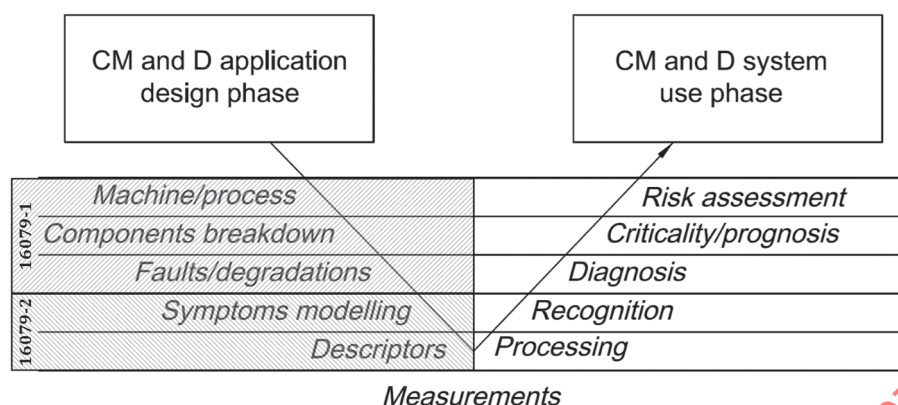 CM and D application
design phase
CM and D system
use phase
16079-1
Machine/process
Risk assessment
Components breakdown
Criticality/prognosis
Faults/degradations
Diagnosis
16079-2
Symptoms modelling
Recognition
Descriptors
Processing
Measurements